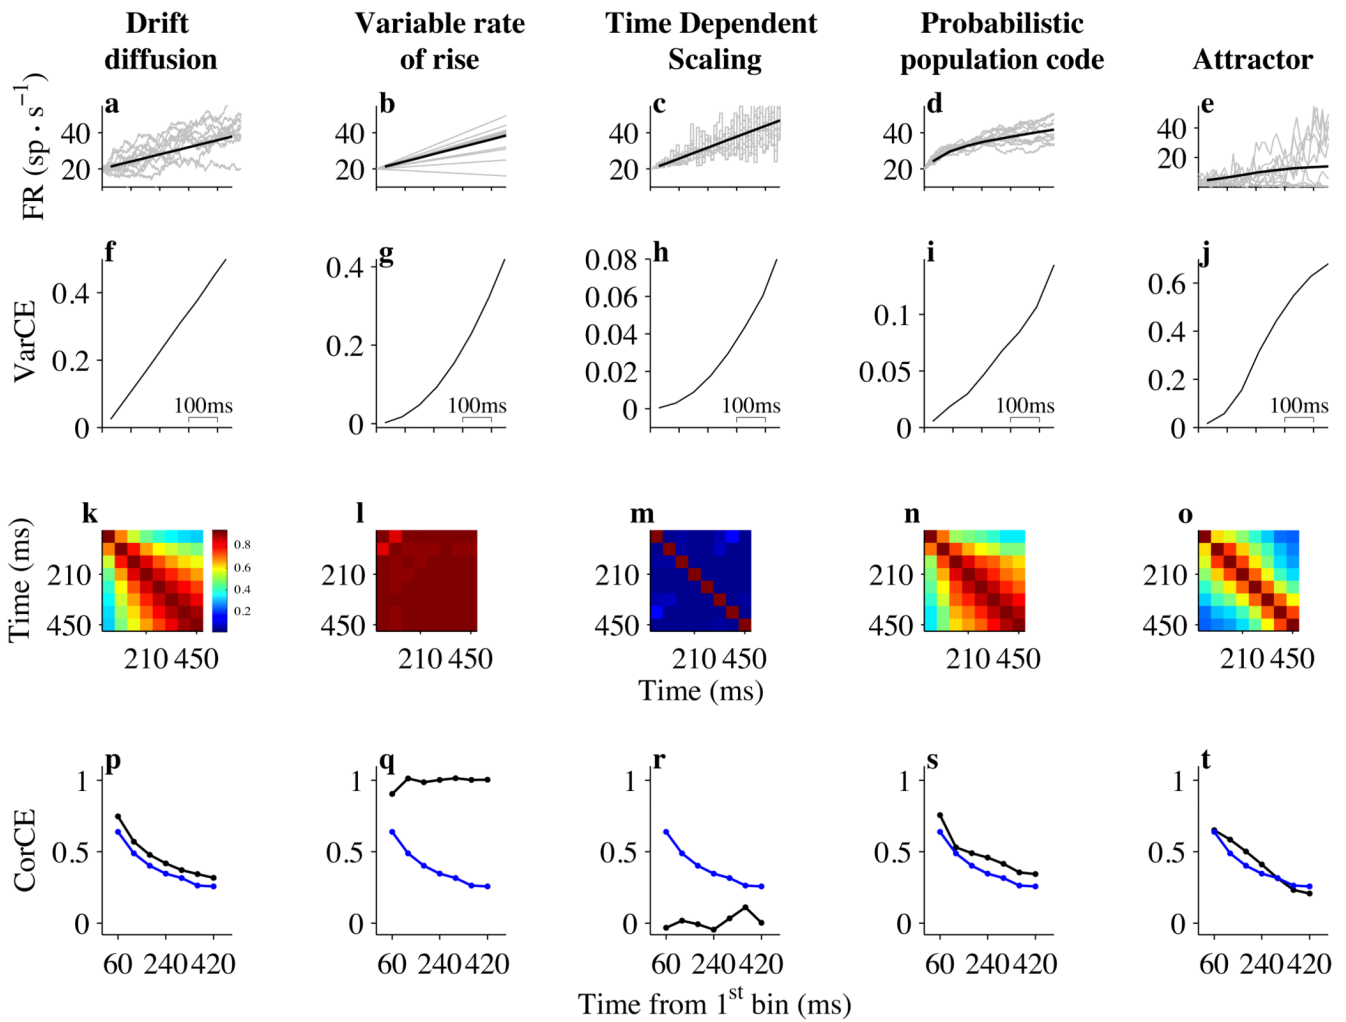 Drift
diffusion
Variable rate
of rise
Time Dependent
Scaling
Probabilistic
population code
Attractor
FR (sp · s⁻¹)
a
40
20
b
40
20
c
40
20
d
40
20
e
40
20
VarCE
f
0.4
0.2
0
100ms
g
0.4
0.2
0
100ms
h
0.08
0.06
0.04
0.02
0
100ms
i
0.1
0.05
0
100ms
j
0.6
0.4
0.2
0
100ms
Time (ms)
k
210
450
210 450
0.8
0.6
0.4
0.2
l
210
450
210 450
m
210
450
210 450
n
210
450
210 450
o
210
450
210 450
Time (ms)
CorCE
p
1
0.5
0
60 240 420
q
1
0.5
0
60 240 420
r
1
0.5
0
60 240 420
s
1
0.5
0
60 240 420
t
1
0.5
0
60 240 420
Time from 1st bin (ms)